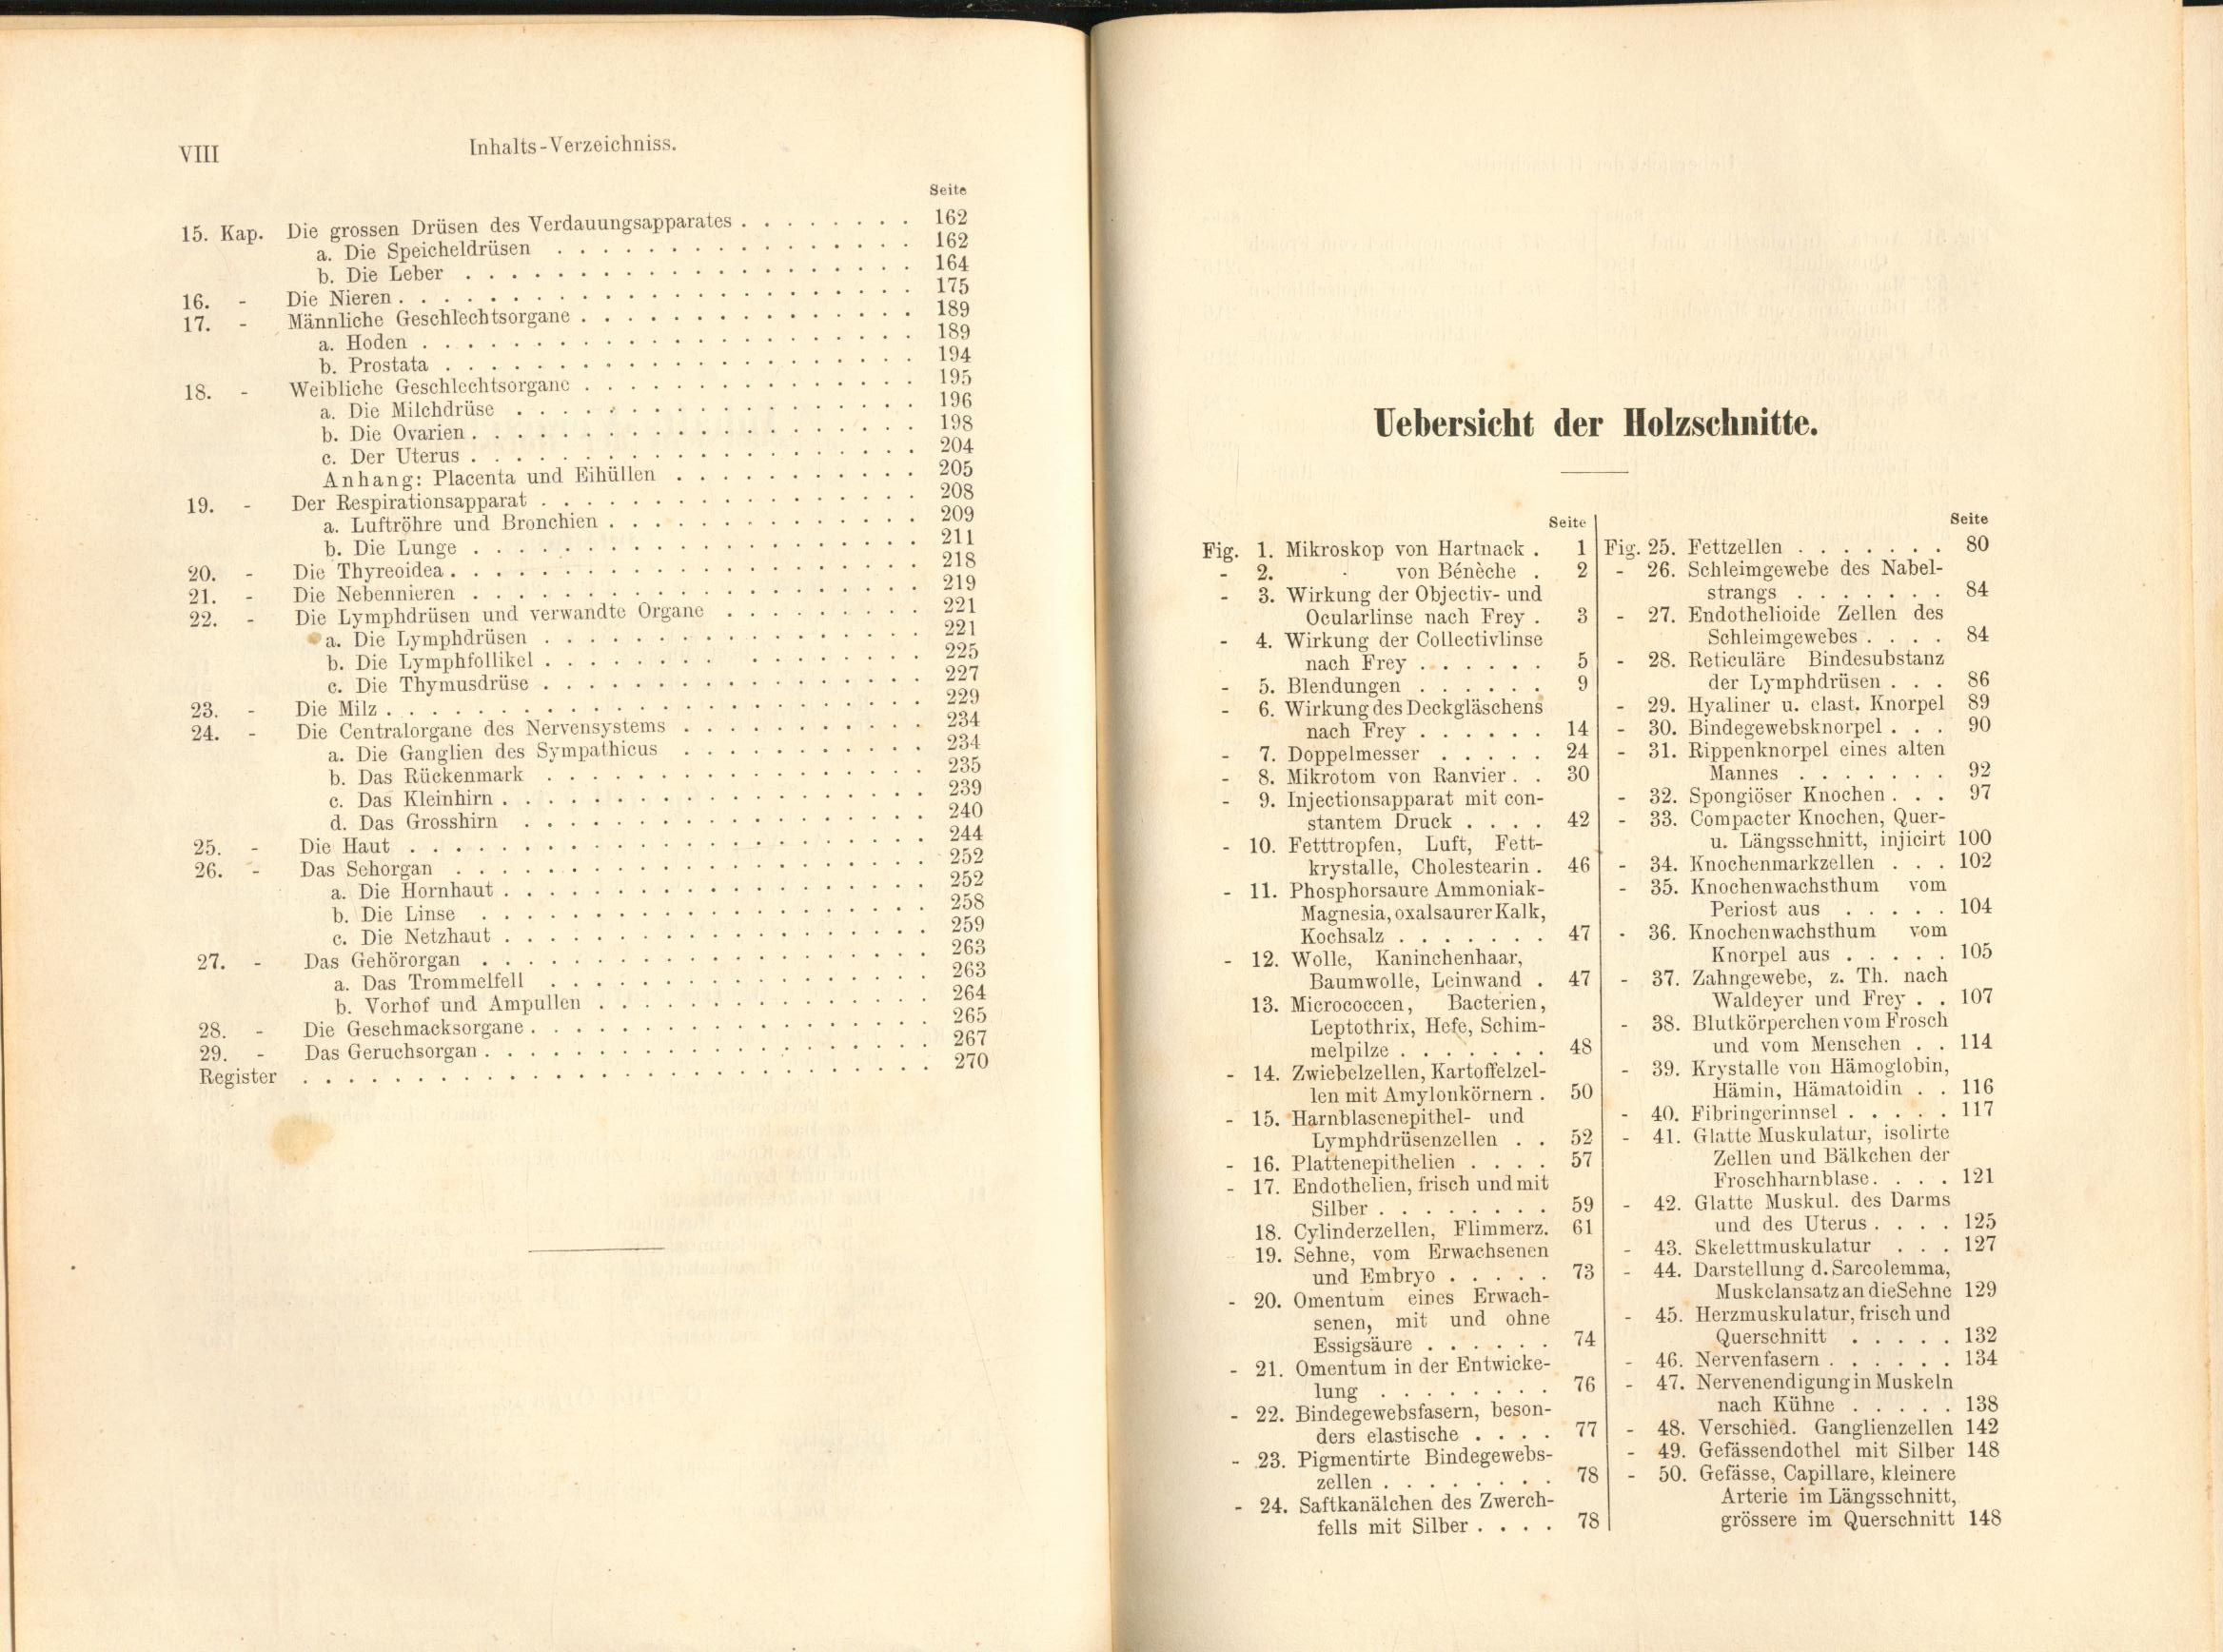 VIII Inhalts-Verzeichniss.
Seite
15. Kap. Die grossen Drüsen des Verdauungsapparates . . . . . . . . 162
a. Die Speicheldrüsen . . . . . . . . 162
b. Die Leber . . . . . . . . 164
16. - Die Nieren . . . . . . . . 175
17. - Männliche Geschlechtsorgane . . . . . . . . 189
a. Hoden . . . . . . . . 189
b. Prostata . . . . . . . . 194
18. - Weibliche Geschlechtsorgane . . . . . . . . 195
a. Die Milchdrüse . . . . . . . . 196
b. Die Ovarien . . . . . . . . 198
c. Der Uterus . . . . . . . . 204
Anhang: Placenta und Eihüllen . . . . . . . . 205
19. - Der Respirationsapparat . . . . . . . . 208
a. Luftröhre und Bronchien . . . . . . . . 209
b. Die Lunge . . . . . . . . 211
20. - Die Thyreoidea . . . . . . . . 218
21. - Die Nebennieren . . . . . . . . 219
22. - Die Lymphdrüsen und verwandte Organe . . . . . . . . 221
a. Die Lymphdrüsen . . . . . . . . 221
b. Die Lymphfollikel . . . . . . . . 225
c. Die Thymusdrüse . . . . . . . . 227
23. - Die Milz . . . . . . . . 229
24. - Die Centralorgane des Nervensystems . . . . . . . . 234
a. Die Ganglien des Sympathicus . . . . . . . . 234
b. Das Rückenmark . . . . . . . . 235
c. Das Kleinhirn . . . . . . . . 239
d. Das Grosshirn . . . . . . . . 240
25. - Die Haut . . . . . . . . 244
26. - Das Sehorgan . . . . . . . . 252
a. Die Hornhaut . . . . . . . . 252
b. Die Linse . . . . . . . . 258
c. Die Netzhaut . . . . . . . . 259
27. - Das Gehörorgan . . . . . . . . 263
a. Das Trommelfell . . . . . . . . 263
b. Vorhof und Ampullen . . . . . . . . 264
28. - Die Geschmacksorgane . . . . . . . . 265
29. - Das Geruchsorgan . . . . . . . . 267
Register . . . . . . . . 270
Uebersicht der Holzschnitte.
Seite
Fig. 1. Mikroskop von Hartnack . 1
- 2. - von Bénèche . 2
- 3. Wirkung der Objectiv- und
Ocularlinse nach Frey . 3
- 4. Wirkung der Collectivlinse
nach Frey . . . . . . 5
- 5. Blendungen . . . . . . 9
- 6. Wirkung des Deckgläschens
nach Frey . . . . . . 14
- 7. Doppelmesser . . . . . 24
- 8. Mikrotom von Ranvier . . 30
- 9. Injectionsapparat mit con-
stantem Druck . . . . 42
- 10. Fetttropfen, Luft, Fett-
krystalle, Cholestearin . 46
- 11. Phosphorsaure Ammoniak-
Magnesia, oxalsaurer Kalk,
Kochsalz . . . . . . . 47
- 12. Wolle, Kaninchenhaar,
Baumwolle, Leinwand . 47
13. Micrococcen, Bacterien,
Leptothrix, Hefe, Schim-
melpilze . . . . . . . 48
- 14. Zwiebelzellen, Kartoffelzel-
len mit Amylonkörnern . 50
- 15. Harnblasenepithel- und
Lymphdrüsenzellen . . 52
- 16. Plattenepithelien . . . . 57
- 17. Endothelien, frisch und mit
Silber . . . . . . . . 59
18. Cylinderzellen, Flimmerz. 61
- 19. Sehne, vom Erwachsenen
und Embryo . . . . . 73
- 20. Omentum eines Erwach-
senen, mit und ohne
Essigsäure . . . . . . 74
- 21. Omentum in der Entwicke-
lung . . . . . . . . 76
- 22. Bindegewebsfasern, beson-
ders elastische . . . . 77
- 23. Pigmentirte Bindegewebs-
zellen . . . . . . . . 78
- 24. Saftkanälchen des Zwerch-
fells mit Silber . . . . 78
Seite
Fig. 25. Fettzellen . . . . . . . 80
- 26. Schleimgewebe des Nabel-
strangs . . . . . . . 84
- 27. Endothelioide Zellen des
Schleimgewebes . . . . 84
- 28. Reticuläre Bindesubstanz
der Lymphdrüsen . . . 86
- 29. Hyaliner u. elast. Knorpel 89
- 30. Bindegewebsknorpel . . . 90
- 31. Rippenknorpel eines alten
Mannes . . . . . . . 92
- 32. Spongiöser Knochen . . . 97
- 33. Compacter Knochen, Quer-
u. Längsschnitt, injicirt 100
- 34. Knochenmarkzellen . . . 102
- 35. Knochenwachsthum vom
Periost aus . . . . . 104
- 36. Knochenwachsthum vom
Knorpel aus . . . . . 105
- 37. Zahngewebe, z. Th. nach
Waldeyer und Frey . . 107
- 38. Blutkörperchen vom Frosch
und vom Menschen . . 114
- 39. Krystalle von Hämoglobin,
Hämin, Hämatoidin . . 116
- 40. Fibringerinnsel . . . . . 117
- 41. Glatte Muskulatur, isolirte
Zellen und Bälkchen der
Froschharnblase . . . . 121
- 42. Glatte Muskul. des Darms
und des Uterus . . . . 125
- 43. Skelettmuskulatur . . . 127
- 44. Darstellung d. Sarcolemma,
Muskelansatz an die Sehne 129
- 45. Herzmuskulatur, frisch und
Querschnitt . . . . . 132
- 46. Nervenfasern . . . . . . 134
- 47. Nervenendigung in Muskeln
nach Kühne . . . . . 138
- 48. Verschied. Ganglienzellen 142
- 49. Gefässendothel mit Silber 148
- 50. Gefässe, Capillare, kleinere
Arterie im Längsschnitt,
grössere im Querschnitt 148